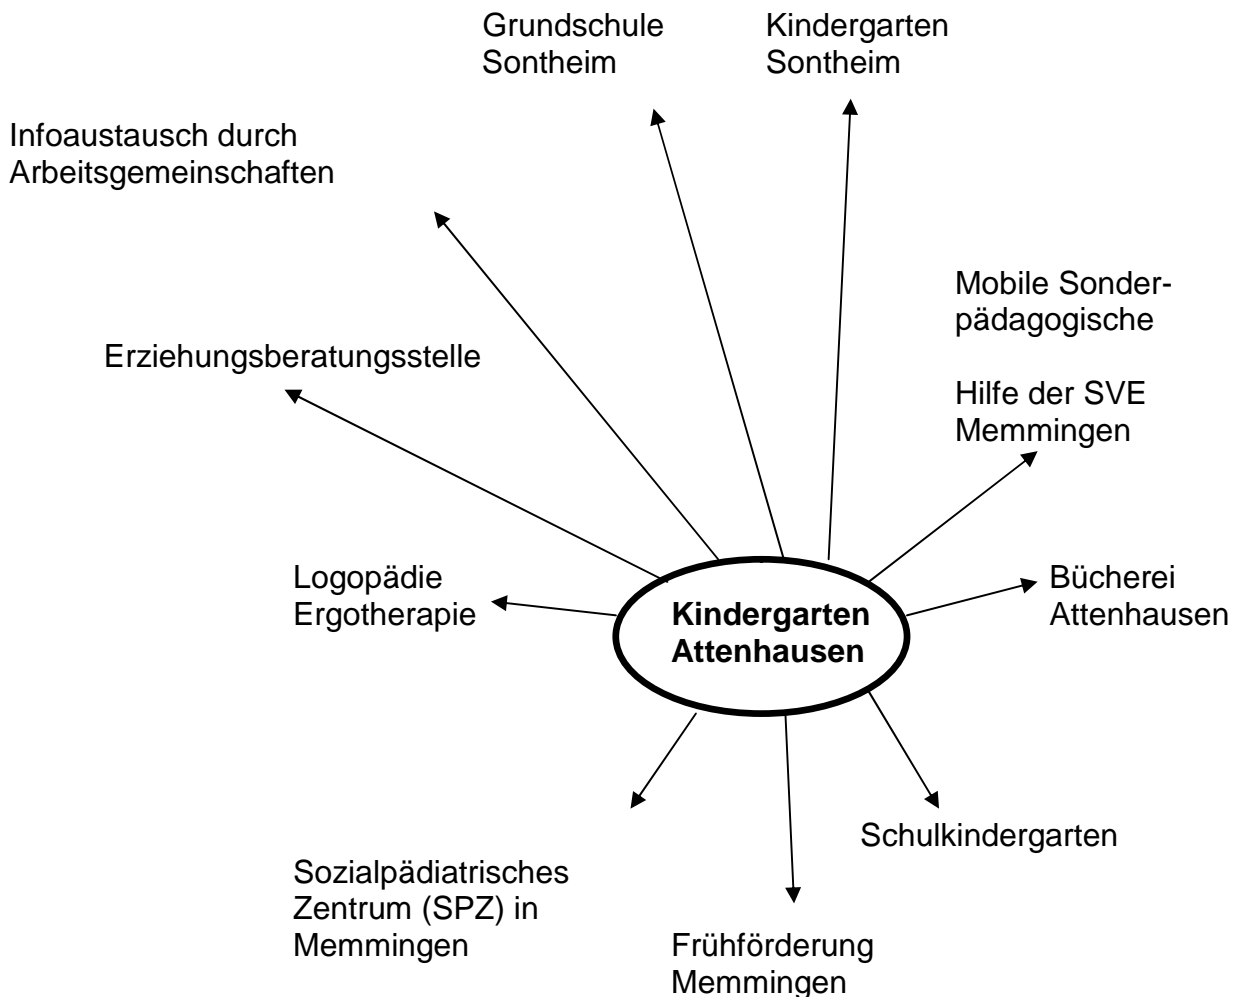 Grundschule
Sontheim
Kindergarten
Sontheim
Infoaustausch durch
Arbeitsgemeinschaften
Mobile Sonder-
pädagogische
Hilfe der SVE
Memmingen
Erziehungsberatungsstelle
Logopädie
Ergotherapie
Kindergarten
Attenhausen
Bücherei
Attenhausen
Schulkindergarten
Sozialpädiatrisches
Zentrum (SPZ) in
Memmingen
Frühförderung
Memmingen